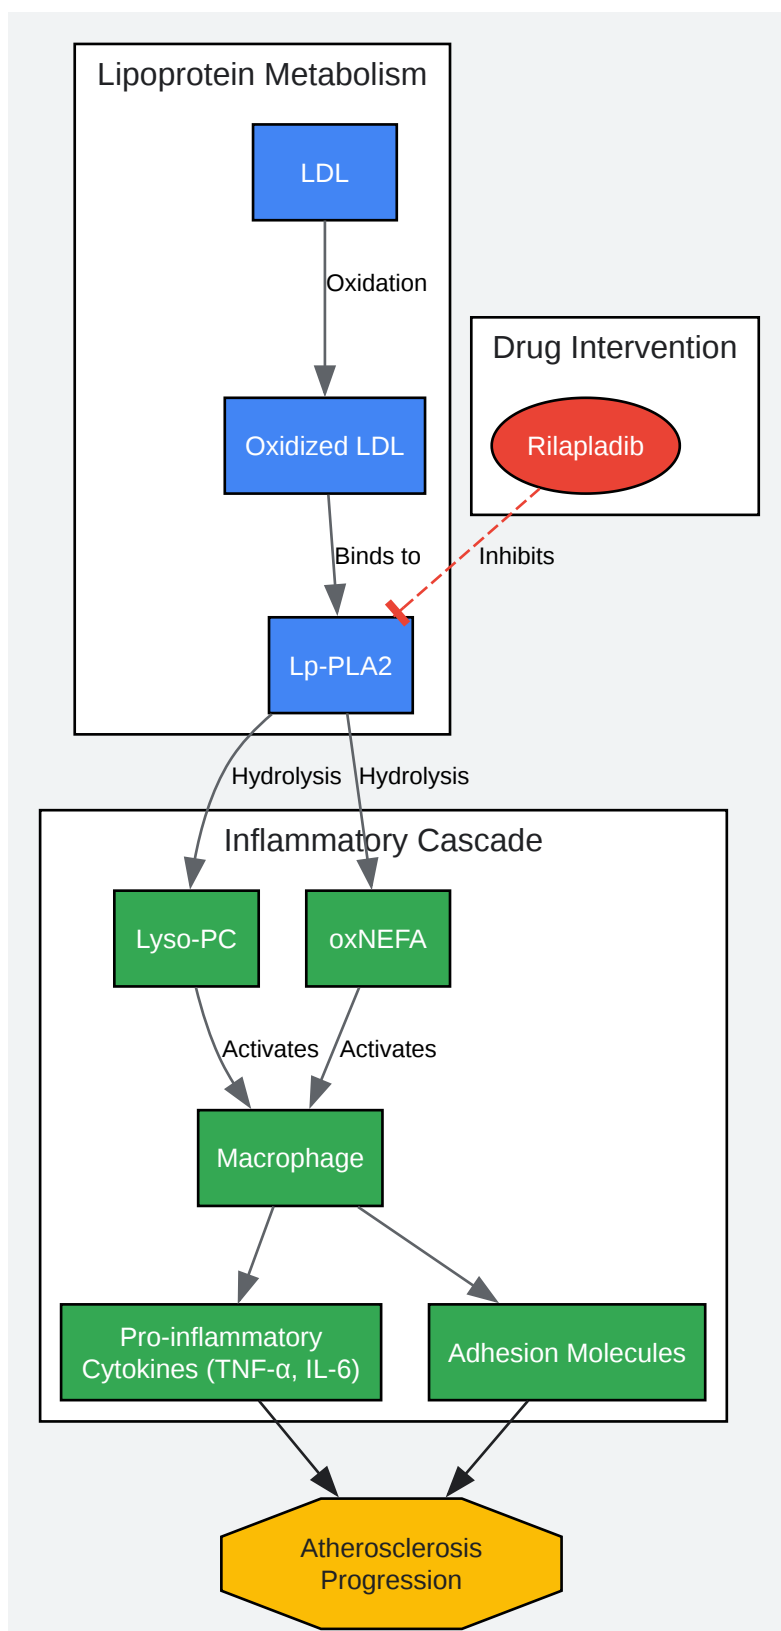 Lipoprotein Metabolism
LDL
Oxidation
Drug Intervention
Oxidized LDL
Rilapladib
Binds to
Inhibits
Lp-PLA2
Hydrolysis
Hydrolysis
Inflammatory Cascade
Lyso-PC
oxNEFA
Activates
Activates
Macrophage
Pro-inflammatory
Cytokines (TNF-α, IL-6)
Adhesion Molecules
Atherosclerosis
Progression